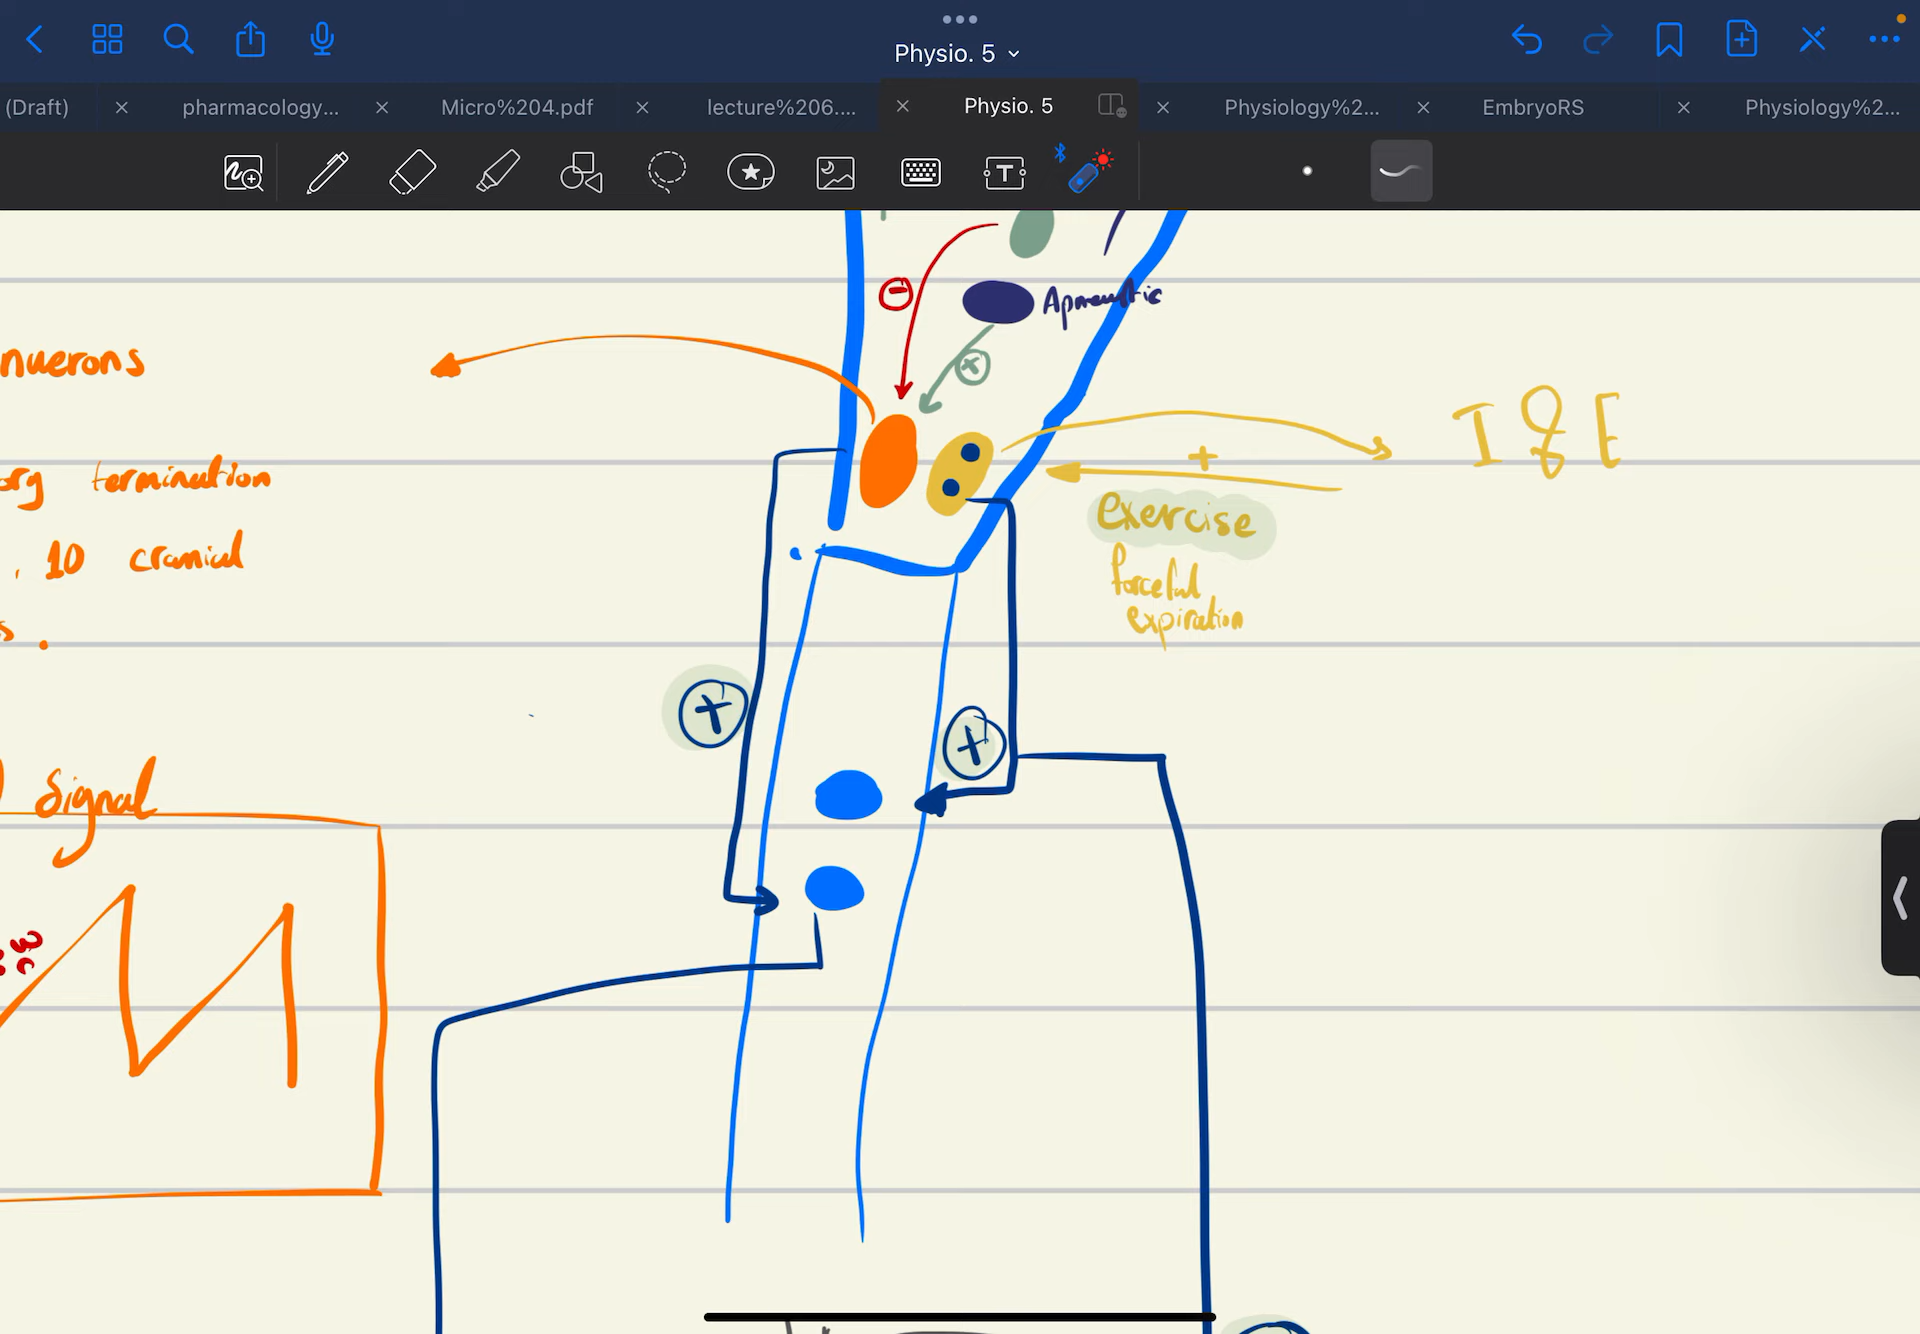 Physio. 5
(Draft)
pharmacology...
Micro%204.pdf
lecture%206....
Physio. 5
Physiology%2...
EmbryoRS
Physiology%2...
T
-
Apneustic
+
nuerons
I & E
+
exercise
forceful
expiration
org termination
. 10 cranial
s .
+
+
) Signal